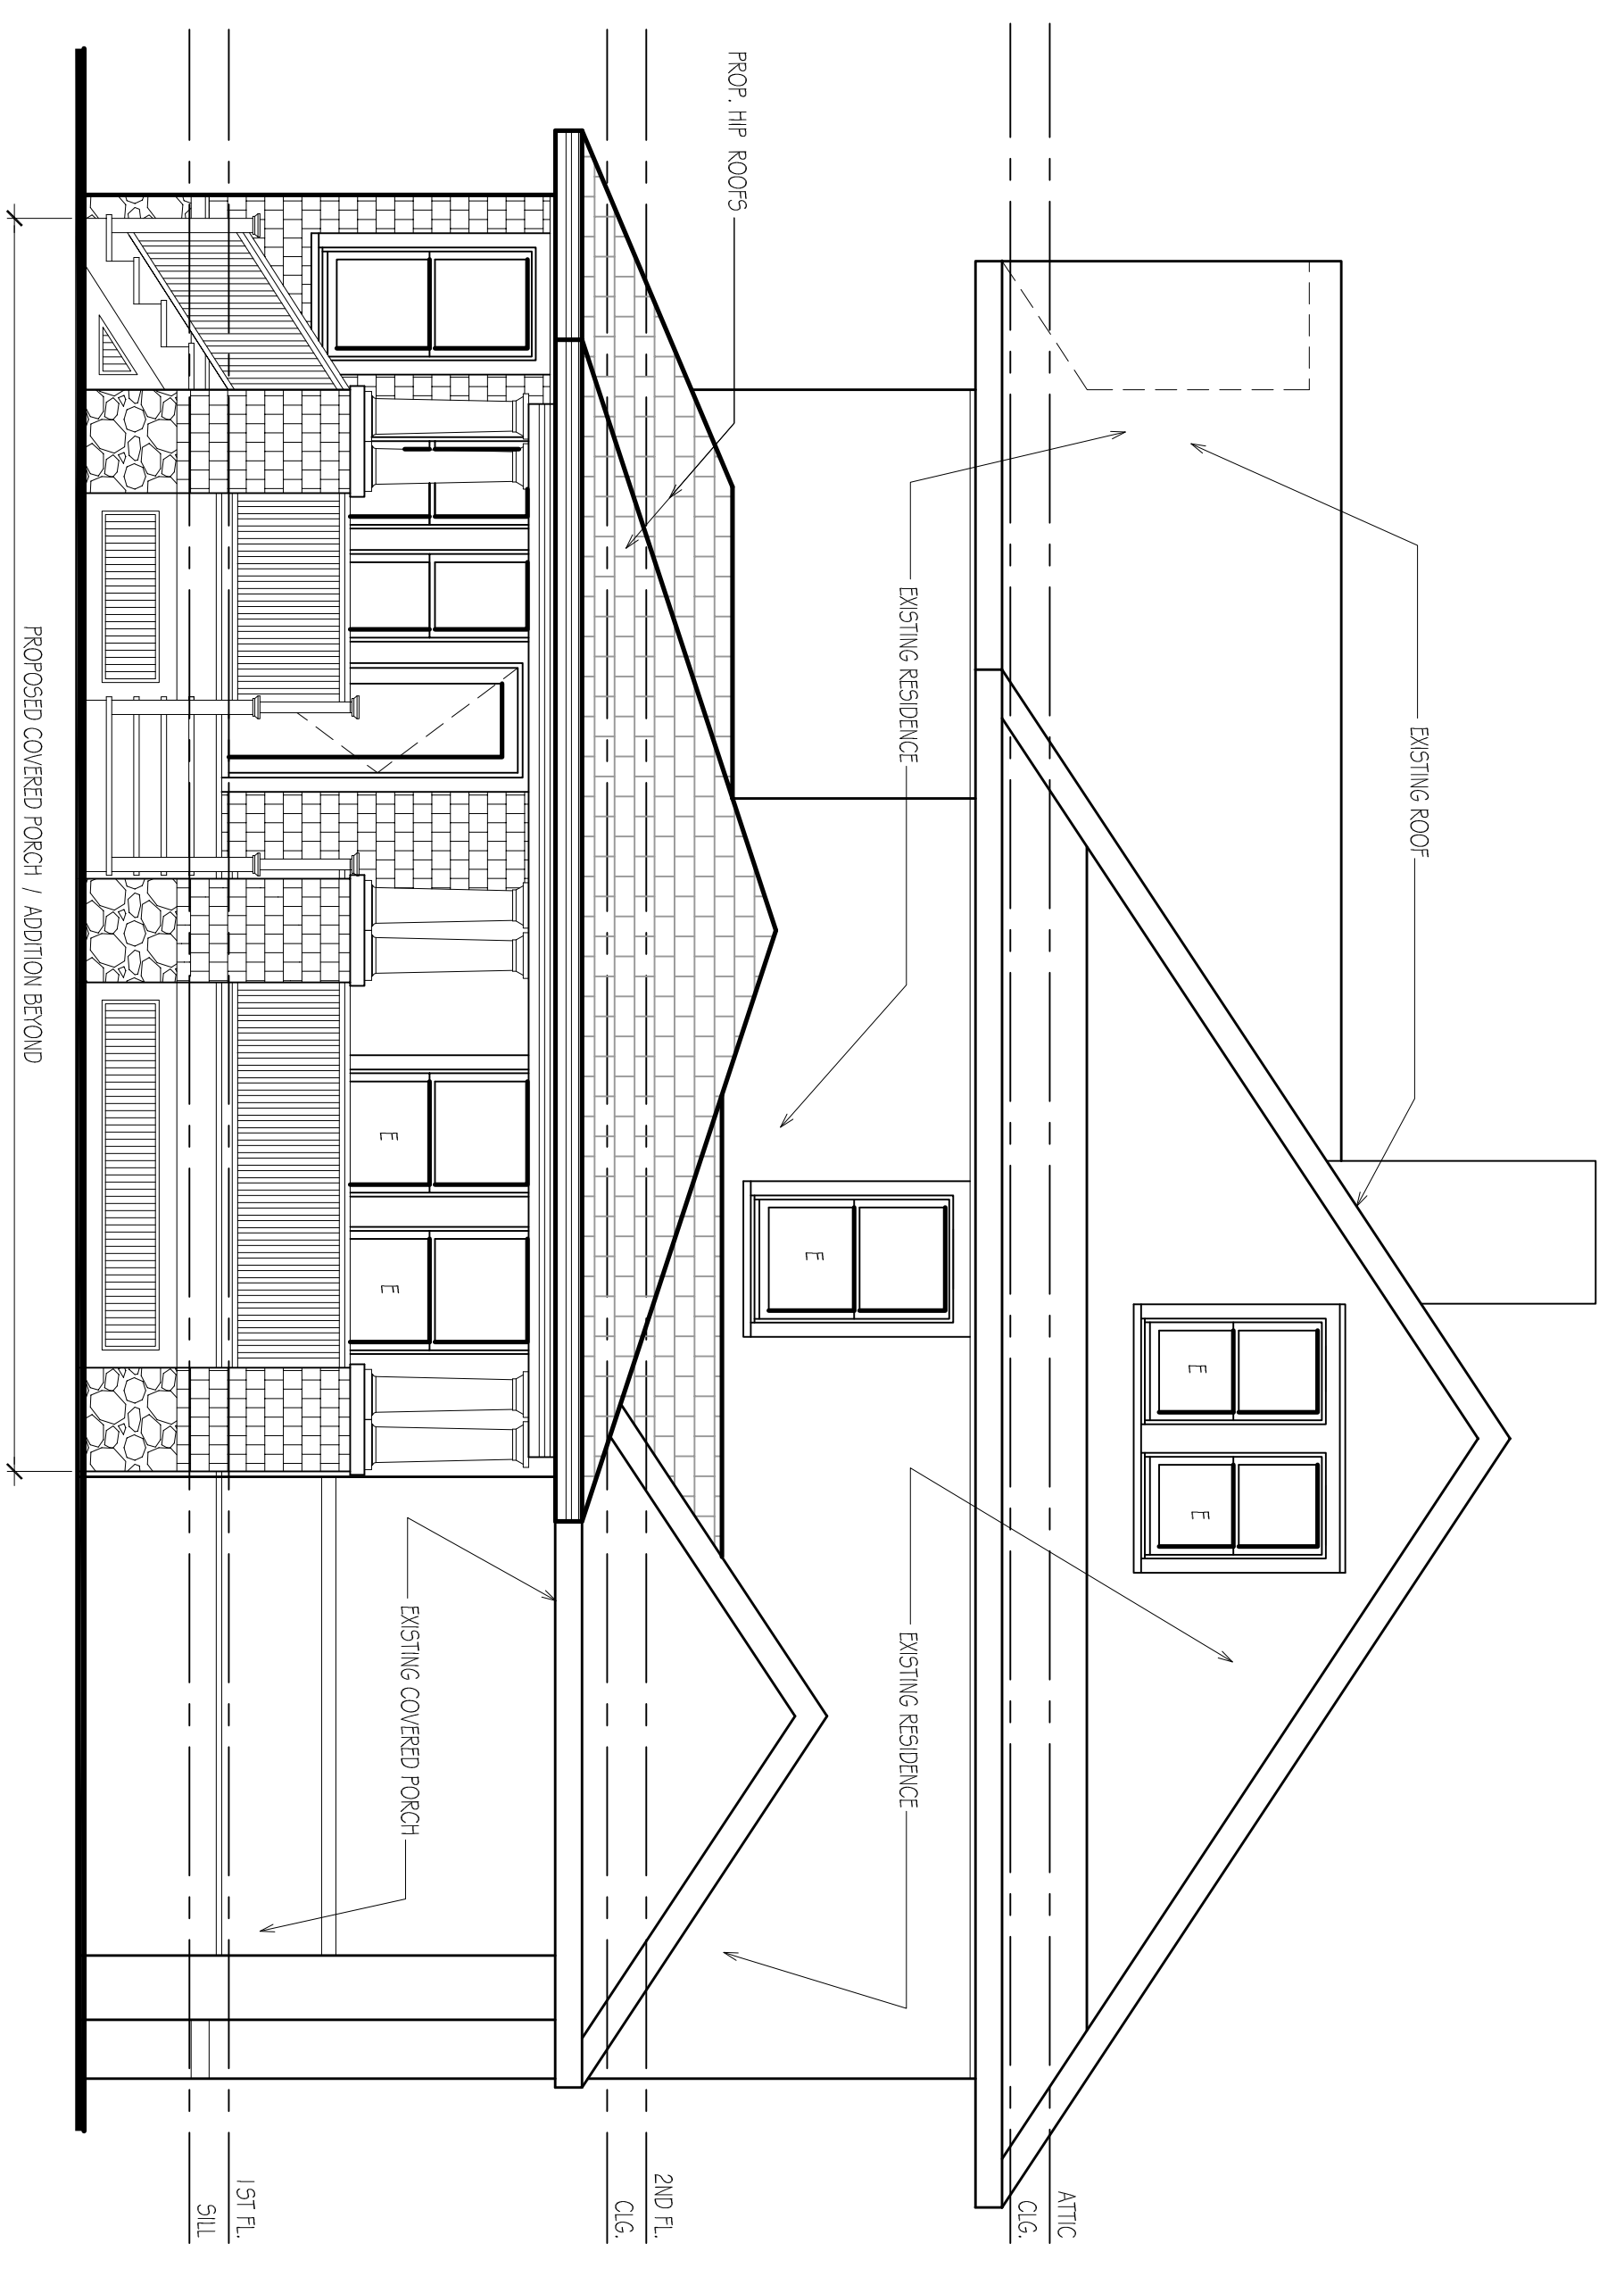 EXISTING ROOF
ATTIC
CLG.
E
E
EXISTING RESIDENCE
EXISTING RESIDENCE
E
PROP. HIP ROOFS
2ND FL.
CLG.
EXISTING COVERED PORCH
E
E
1ST FL.
SILL
PROPOSED COVERED PORCH / ADDITION BEYOND